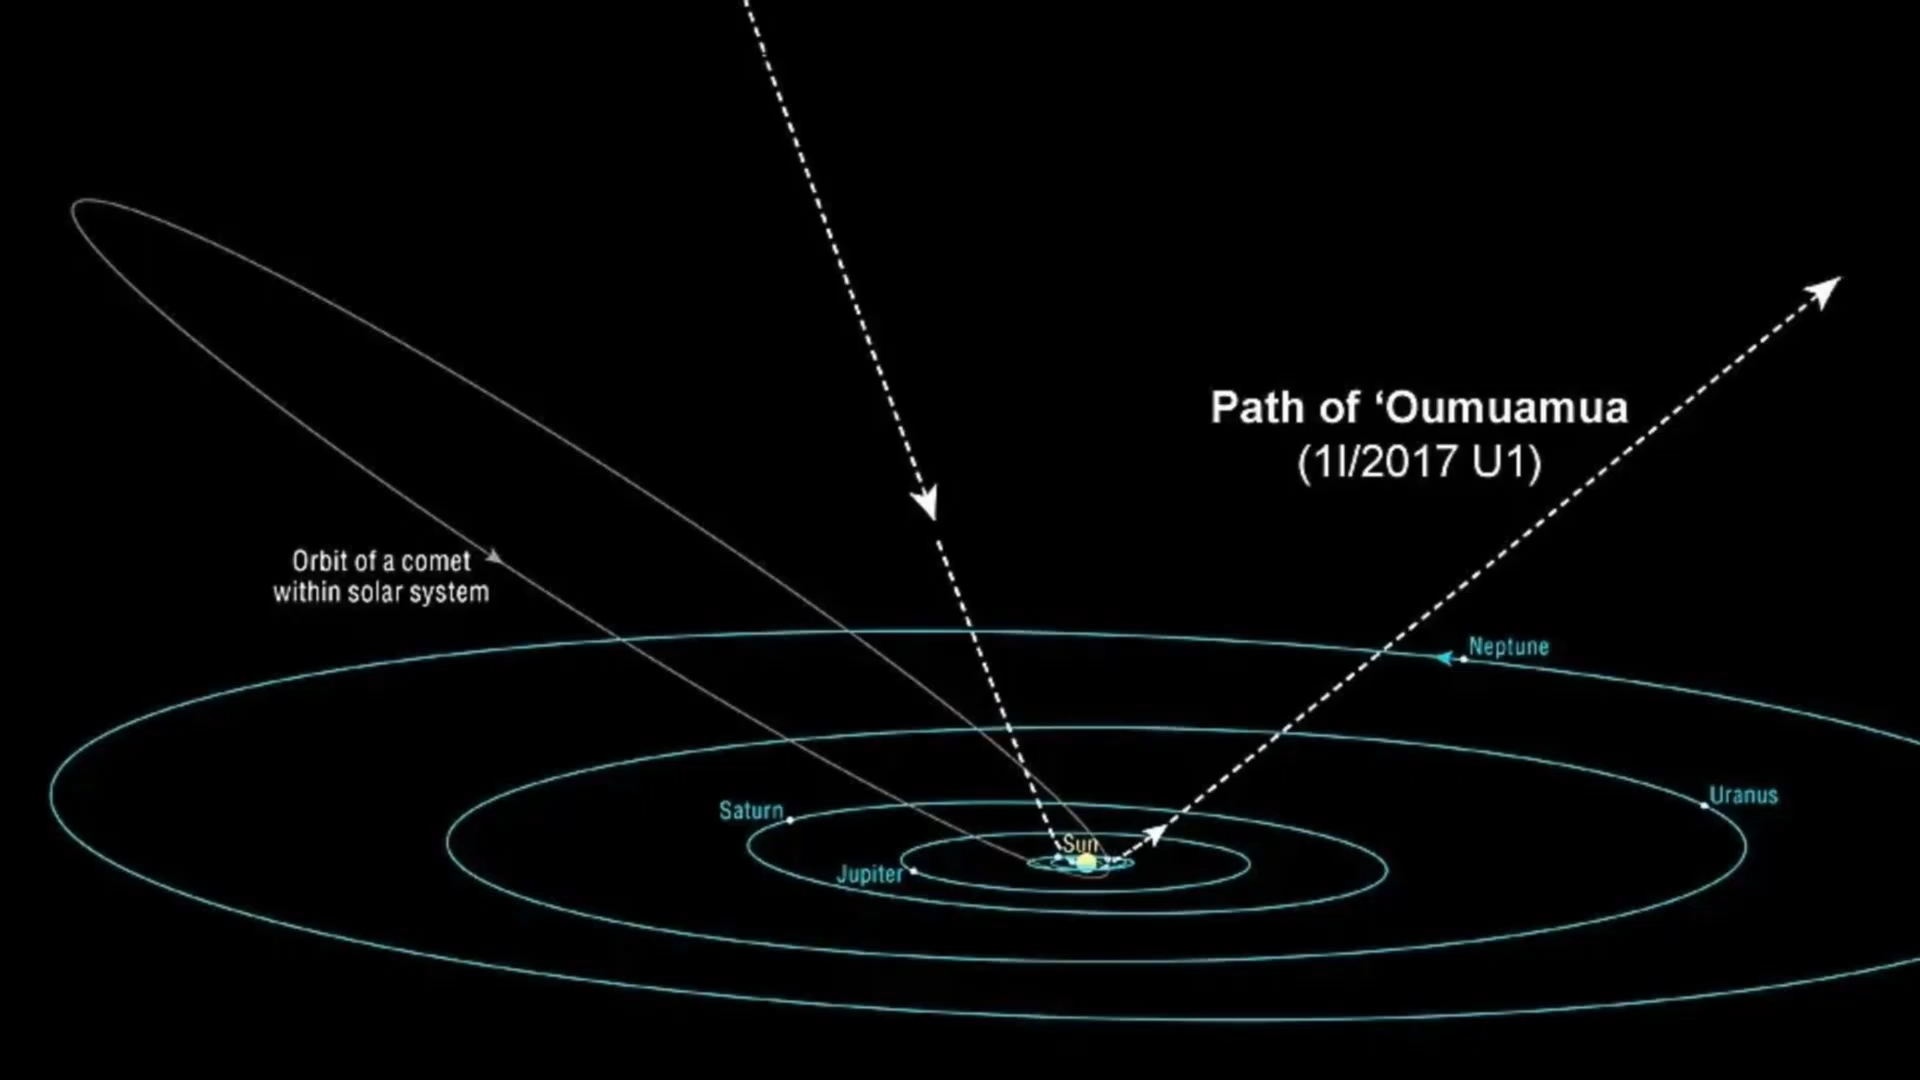 Path of ‘Oumuamua
(1I/2017 U1)
Orbit of a comet
within solar system
Neptune
Uranus
Saturn
Sun
Jupiter